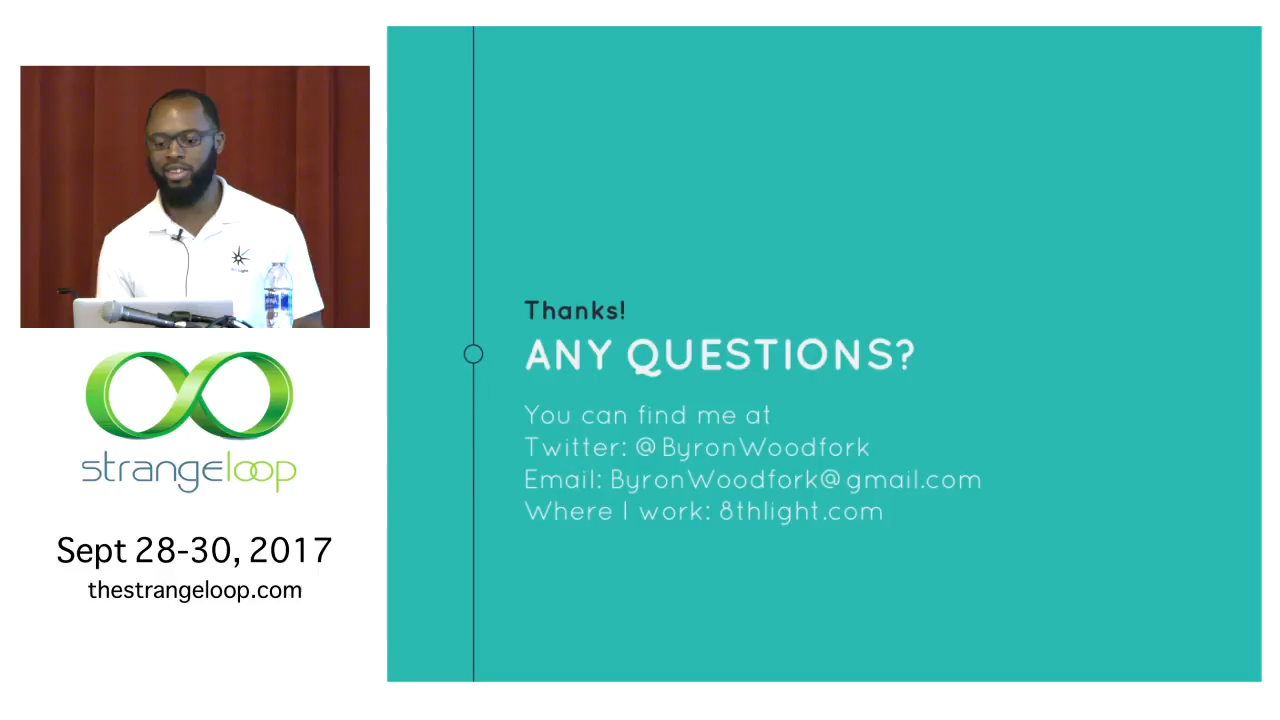 strangeloop
Sept 28-30, 2017
thestrangeloop.com
Thanks!
ANY QUESTIONS?
You can find me at
Twitter: @ByronWoodfork
Email: ByronWoodfork@gmail.com
Where I work: 8thlight.com